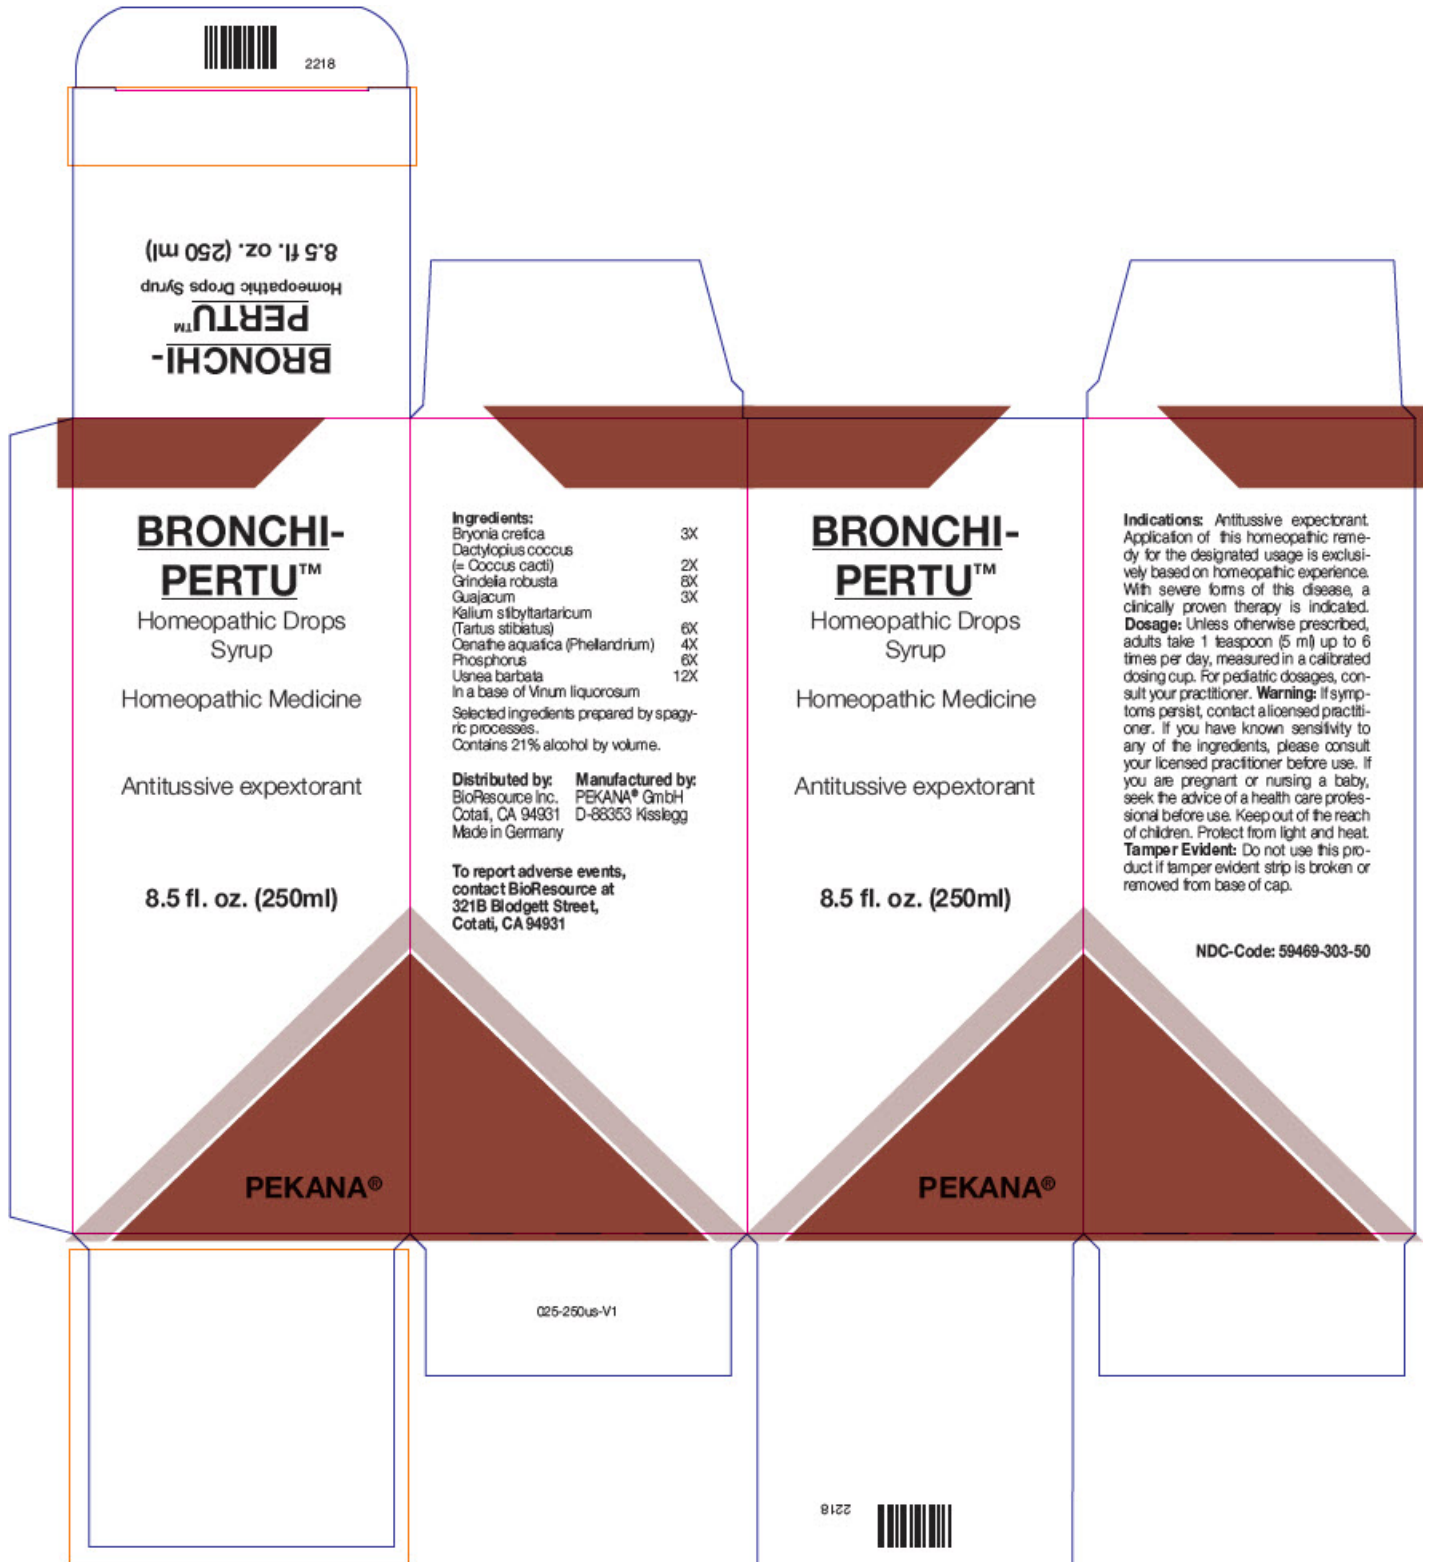 2218
8.5 fl. oz. (250 ml)
Homeopathic Drops Syrup
PERTU™
BRONCHI-
BRONCHI-
PERTU™
Homeopathic Drops
Syrup
Homeopathic Medicine
Antitussive expextorant
8.5 fl. oz. (250ml)
PEKANA®
Ingredients:
Bryonia cretica 3X
Dactylopius coccus
(= Coccus cacti) 2X
Grindelia robusta 8X
Guajacum 3X
Kalium stibyltartaricum
(Tartus stibiatus) 6X
Oenathe aquatica (Phellandrium) 4X
Phosphorus 6X
Usnea barbata 12X
In a base of Vinum liquorosum
Selected ingredients prepared by spagy-
ric processes.
Contains 21% alcohol by volume.
Distributed by: Manufactured by:
BioResource Inc. PEKANA® GmbH
Cotati, CA 94931 D-88353 Kisslegg
Made in Germany
To report adverse events,
contact BioResource at
321B Blodgett Street,
Cotati, CA 94931
025-250us-V1
BRONCHI-
PERTU™
Homeopathic Drops
Syrup
Homeopathic Medicine
Antitussive expextorant
8.5 fl. oz. (250ml)
PEKANA®
2218
Indications: Antitussive expectorant.
Application of this homeopathic reme-
dy for the designated usage is exclusi-
vely based on homeopathic experience.
With severe forms of this disease, a
clinically proven therapy is indicated.
Dosage: Unless otherwise prescribed,
adults take 1 teaspoon (5 ml) up to 6
times per day, measured in a calibrated
dosing cup. For pediatric dosages, con-
sult your practitioner. Warning: If symp-
toms persist, contact a licensed practiti-
oner. If you have known sensitivity to
any of the ingredients, please consult
your licensed practitioner before use. If
you are pregnant or nursing a baby,
seek the advice of a health care profes-
sional before use. Keep out of the reach
of children. Protect from light and heat.
Tamper Evident: Do not use this pro-
duct if tamper evident strip is broken or
removed from base of cap.
NDC-Code: 59469-303-50